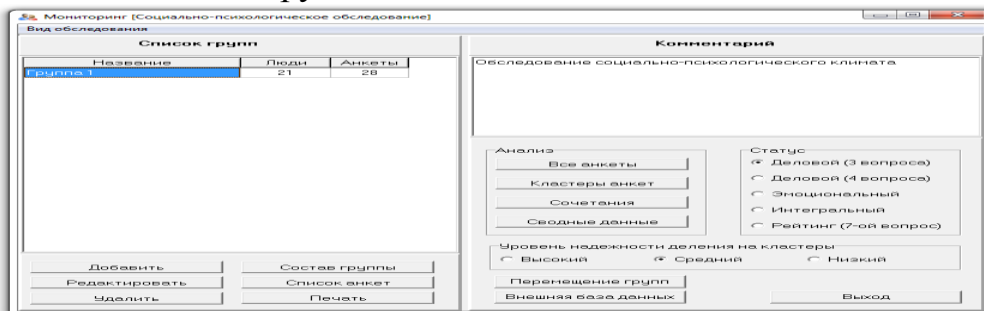 Мониторинг [Социально-психологическое обследование]
Вид обследования
Список групп
Название Люди Анкеты
Группа 1 21 28
Добавить Состав группы
Редактировать Список анкет
Удалить Печать
Комментарий
Обследование социально-психологического климата
Анализ
Все анкеты
Кластеры анкет
Сочетания
Сводные данные
Статус
Деловой (3 вопроса)
Деловой (4 вопроса)
Эмоциональный
Интегральный
Рейтинг (7-ой вопрос)
Уровень надежности деления на кластеры
Высокий Средний Низкий
Перемещение групп
Внешняя база данных Выход